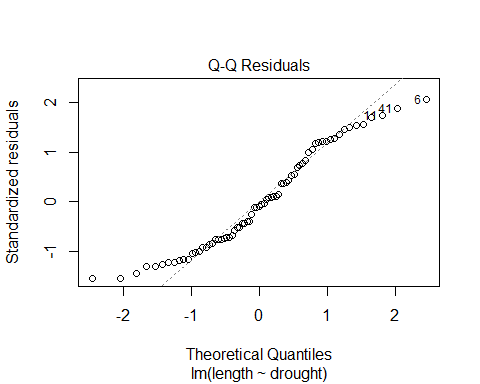 Q-Q Residuals
Standardized residuals
2
1
0
-1
6
41
11
-2 -1 0 1 2
Theoretical Quantiles
lm(length ~ drought)